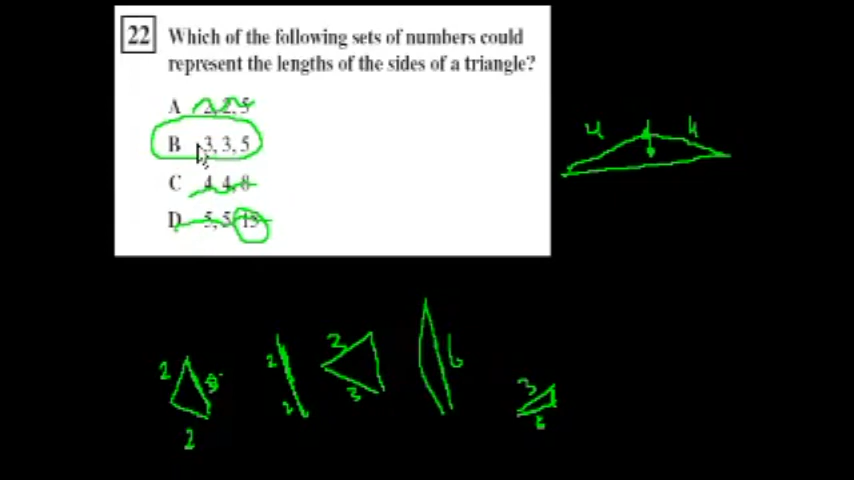 22 Which of the following sets of numbers could
represent the lengths of the sides of a triangle?
A 2, 2, 5
B 3, 3, 5
C 4, 4, 8
D 5, 5, 15
4 4
2 5
2
2
2
3
3
6
3